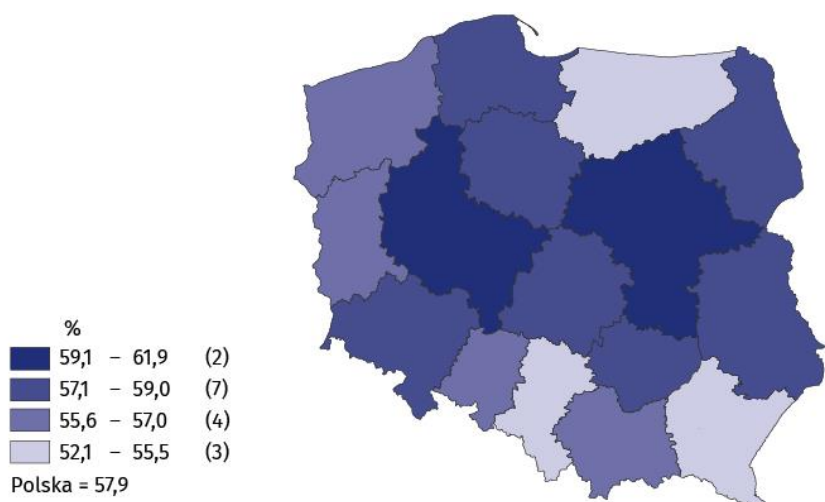 %
59,1 – 61,9 (2)
57,1 – 59,0 (7)
55,6 – 57,0 (4)
52,1 – 55,5 (3)
Polska = 57,9